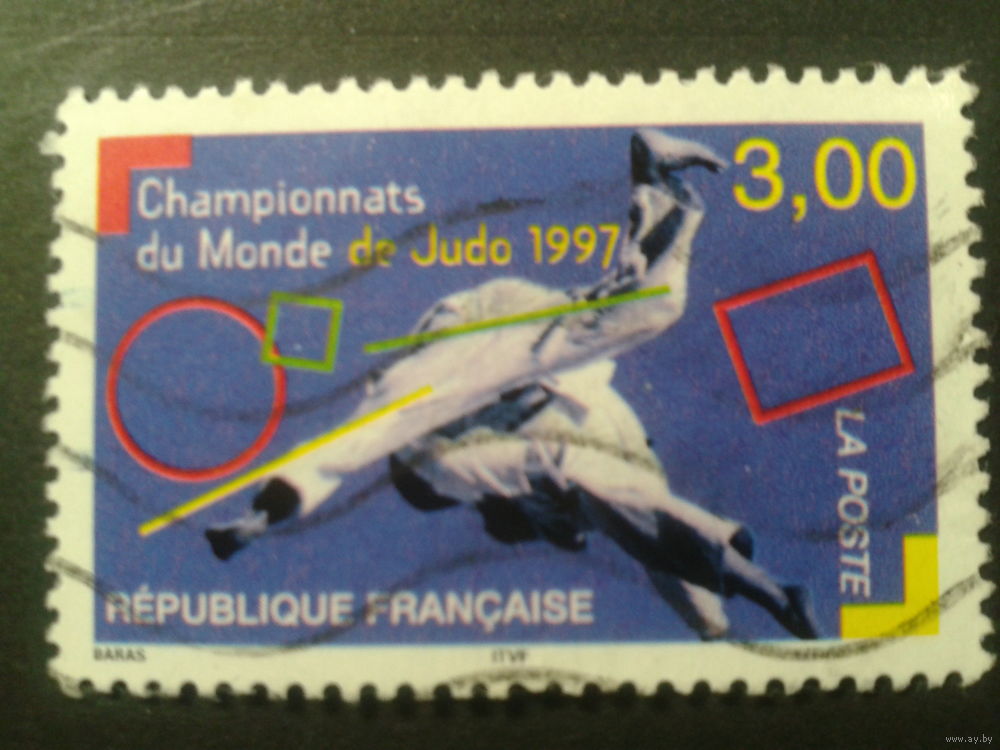 Championnats
du Monde de Judo 1997
3,00
LA POSTE
RÉPUBLIQUE FRANÇAISE
BARAS
ITVF
www.ay.by